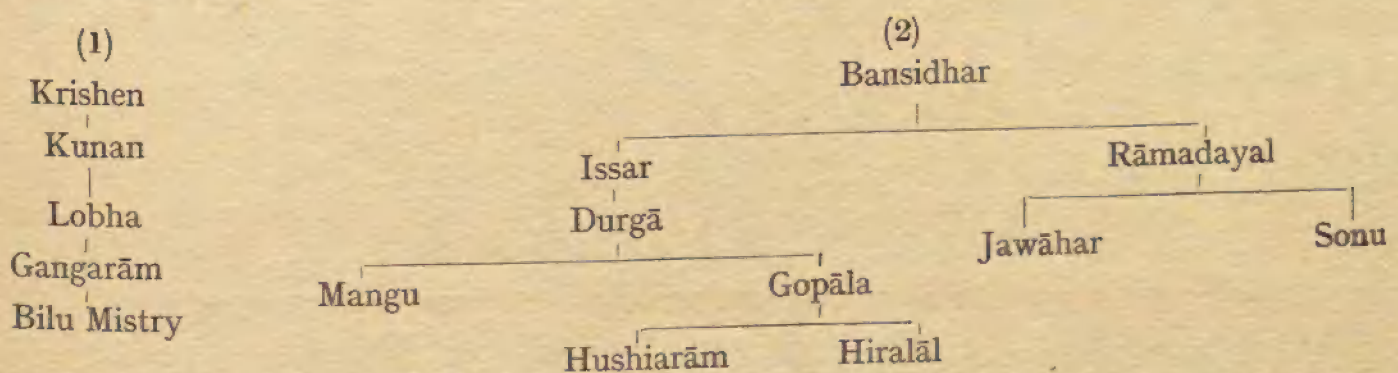 (1)
Krishen
Kunan
Lobha
Gangarām
Bilu Mistry
(2)
Bansidhar
Issar
Rāmadayal
Durgā
Jawāhar
Sonu
Mangu
Gopāla
Hushiarām
Hiralāl